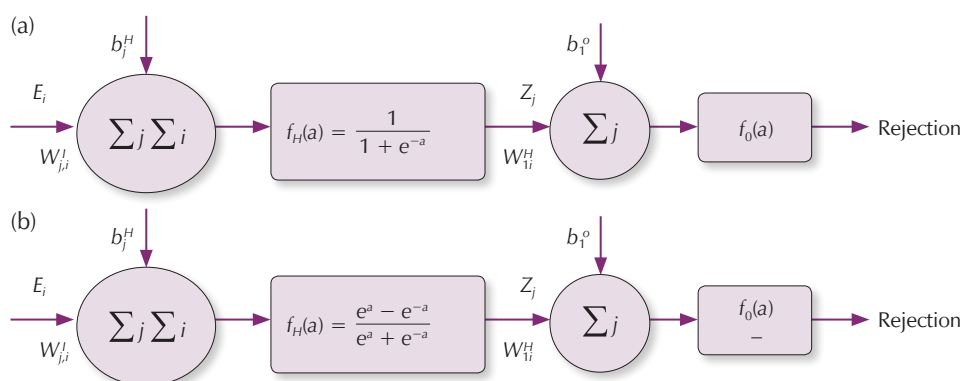 (a)
b_j^H
b_1^o
E_i
Z_j
∑j ∑i
f_H(a) = 1 / (1 + e^{-a})
∑j
f_0(a)
Rejection
W_{j,i}^I
W_{1i}^H
(b)
b_j^H
b_1^o
E_i
Z_j
∑j ∑i
f_H(a) = (e^a − e^{-a}) / (e^a + e^{-a})
∑j
f_0(a)
–
Rejection
W_{j,i}^I
W_{1i}^H